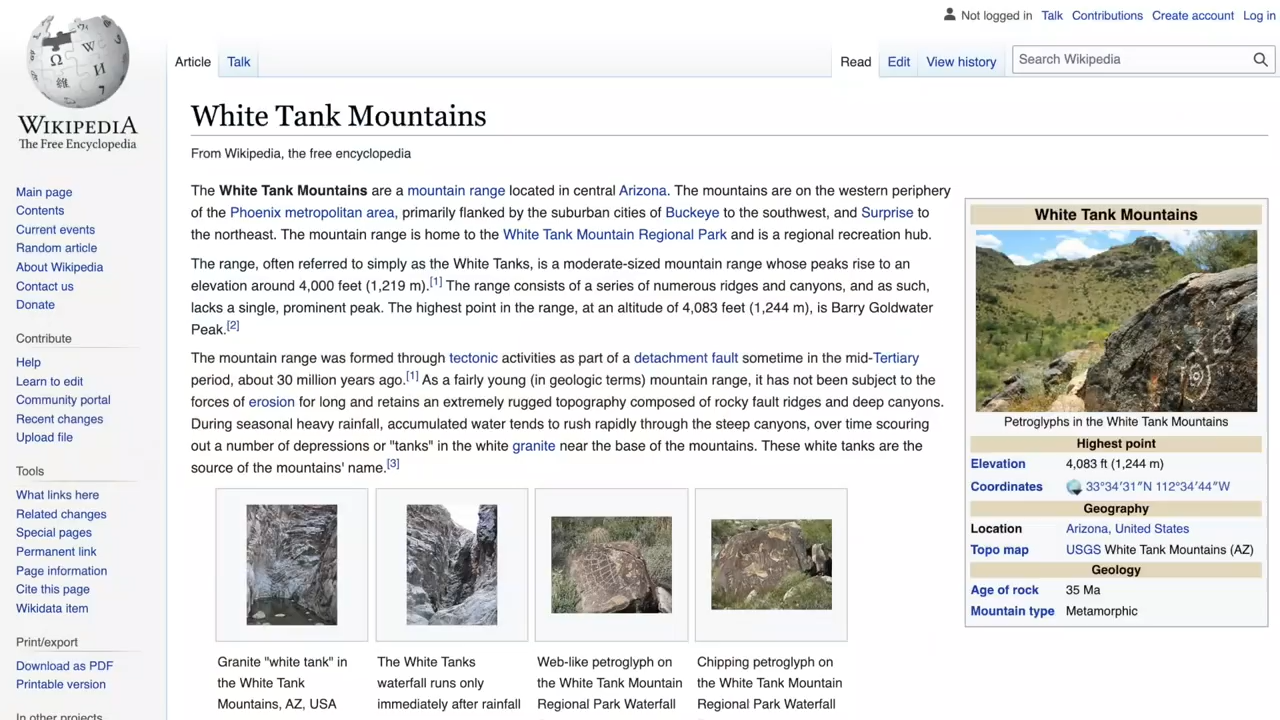 Not logged in Talk Contributions Create account Log in
Article Talk Read Edit View history Search Wikipedia
WIKIPEDIA
The Free Encyclopedia
Main page
Contents
Current events
Random article
About Wikipedia
Contact us
Donate
Contribute
Help
Learn to edit
Community portal
Recent changes
Upload file
Tools
What links here
Related changes
Special pages
Permanent link
Page information
Cite this page
Wikidata item
Print/export
Download as PDF
Printable version
In other projects
White Tank Mountains
From Wikipedia, the free encyclopedia
The White Tank Mountains are a mountain range located in central Arizona. The mountains are on the western periphery
of the Phoenix metropolitan area, primarily flanked by the suburban cities of Buckeye to the southwest, and Surprise to
the northeast. The mountain range is home to the White Tank Mountain Regional Park and is a regional recreation hub.
The range, often referred to simply as the White Tanks, is a moderate-sized mountain range whose peaks rise to an
elevation around 4,000 feet (1,219 m).[1] The range consists of a series of numerous ridges and canyons, and as such,
lacks a single, prominent peak. The highest point in the range, at an altitude of 4,083 feet (1,244 m), is Barry Goldwater
Peak.[2]
The mountain range was formed through tectonic activities as part of a detachment fault sometime in the mid-Tertiary
period, about 30 million years ago.[1] As a fairly young (in geologic terms) mountain range, it has not been subject to the
forces of erosion for long and retains an extremely rugged topography composed of rocky fault ridges and deep canyons.
During seasonal heavy rainfall, accumulated water tends to rush rapidly through the steep canyons, over time scouring
out a number of depressions or "tanks" in the white granite near the base of the mountains. These white tanks are the
source of the mountains' name.[3]
Granite "white tank" in
the White Tank
Mountains, AZ, USA
The White Tanks
waterfall runs only
immediately after rainfall
Web-like petroglyph on
the White Tank Mountain
Regional Park Waterfall
Chipping petroglyph on
the White Tank Mountain
Regional Park Waterfall
White Tank Mountains
Petroglyphs in the White Tank Mountains
Highest point
Elevation 4,083 ft (1,244 m)
Coordinates 33°34′31″N 112°34′44″W
Geography
Location Arizona, United States
Topo map USGS White Tank Mountains (AZ)
Geology
Age of rock 35 Ma
Mountain type Metamorphic